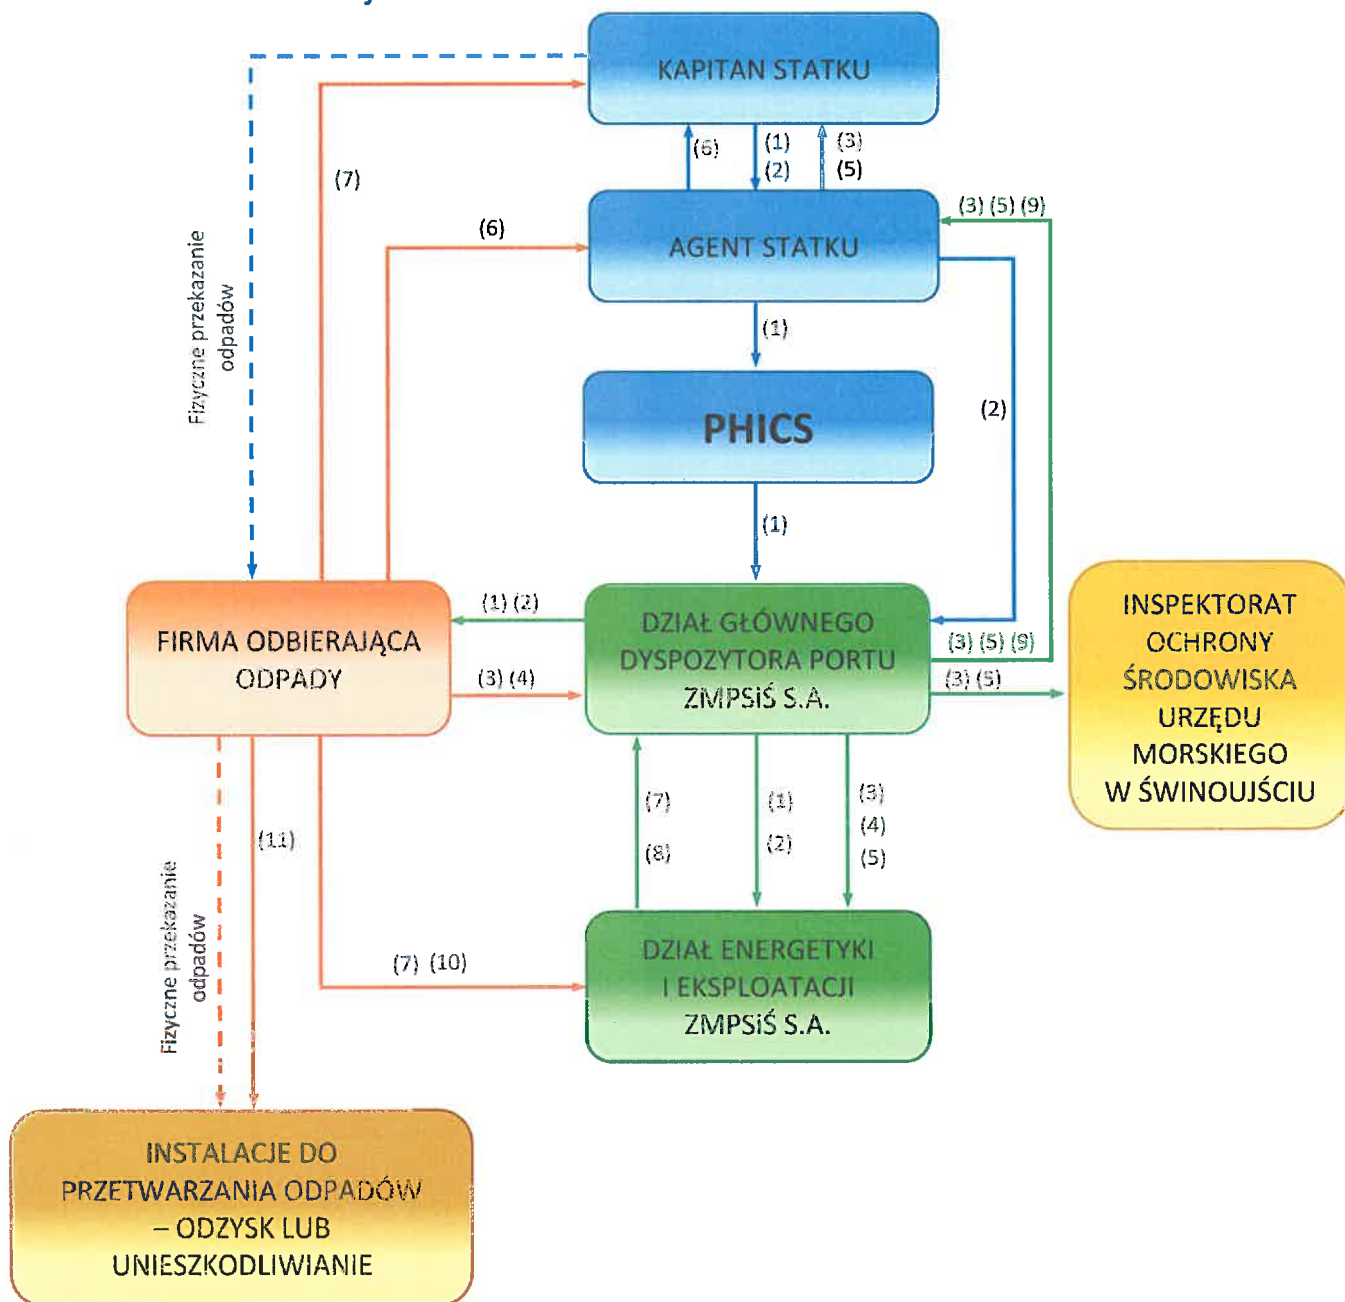 KAPITAN STATKU
(6)
(1)
(2)
(3)
(5)
(7)
AGENT STATKU
(3) (5) (9)
(6)
Fizyczne przekazanie
odpadów
(1)
PHICS
(2)
(1)
FIRMA ODBIERAJĄCA
ODPADY
(1) (2)
(3) (4)
DZIAŁ GŁÓWNEGO
DYSPOZYTORA PORTU
ZMPSiŚ S.A.
(3) (5) (9)
(3) (5)
INSPEKTORAT
OCHRONY
ŚRODOWISKA
URZĘDU
MORSKIEGO
W ŚWINOUJŚCIU
(7)
(8)
(1)
(2)
(3)
(4)
(5)
(11)
Fizyczne przekazanie
odpadów
(7) (10)
DZIAŁ ENERGETYKI
I EKSPLOATACJI
ZMPSiŚ S.A.
INSTALACJE DO
PRZETWARZANIA ODPADÓW
– ODZYSK LUB
UNIESZKODLIWIANIE